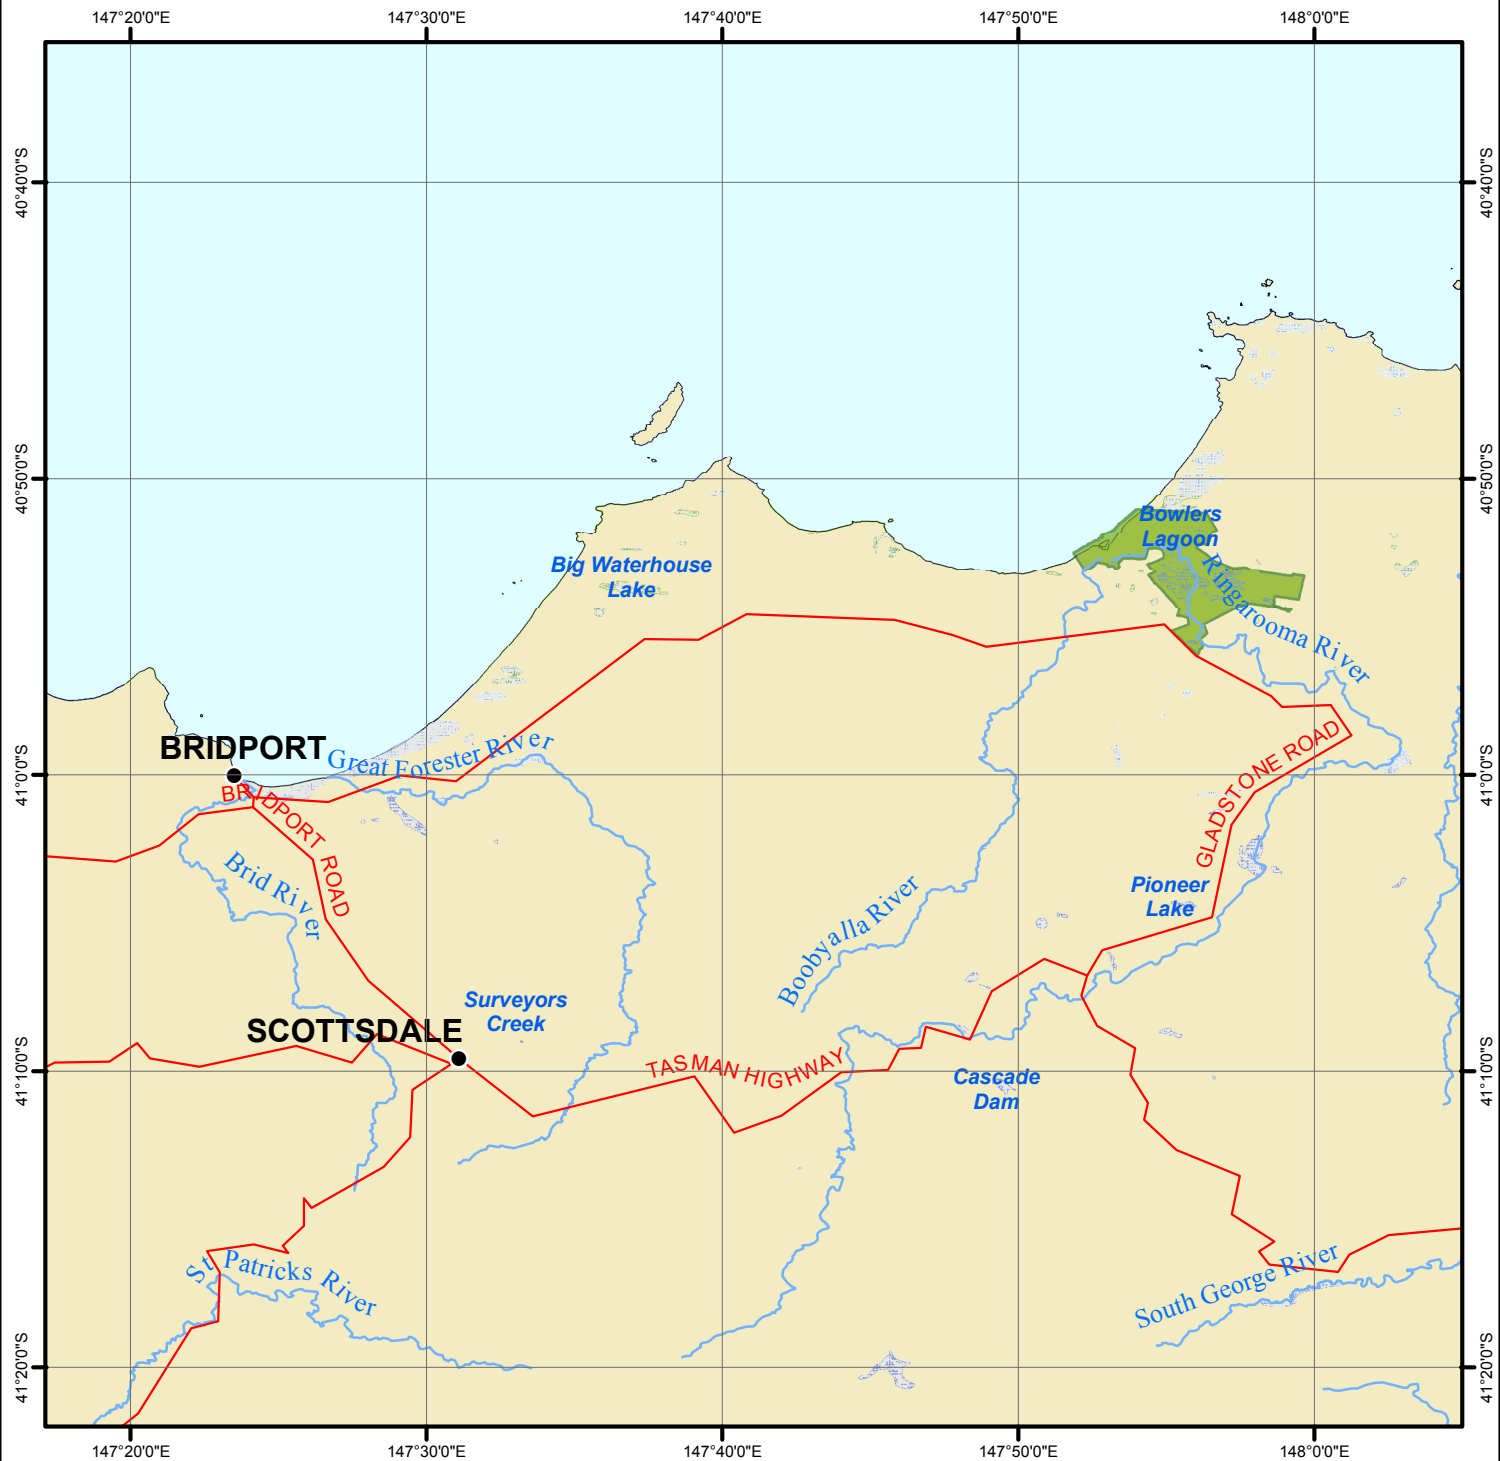 147°20'0"E 147°30'0"E 147°40'0"E 147°50'0"E 148°0'0"E
40°40'0"S 40°40'0"S
40°50'0"S 40°50'0"S
Bowlers
Lagoon
Big Waterhouse
Lake
Ringarooma River
BRIDPORT
Great Forester River
GLADSTONE ROAD
41°0'0"S 41°0'0"S
BRIDPORT ROAD
Brid River
Pioneer
Lake
Boobyalla River
Surveyors
Creek
SCOTTSDALE
TASMAN HIGHWAY
41°10'0"S 41°10'0"S
Cascade
Dam
St Patricks River
South George River
41°20'0"S 41°20'0"S
147°20'0"E 147°30'0"E 147°40'0"E 147°50'0"E 148°0'0"E